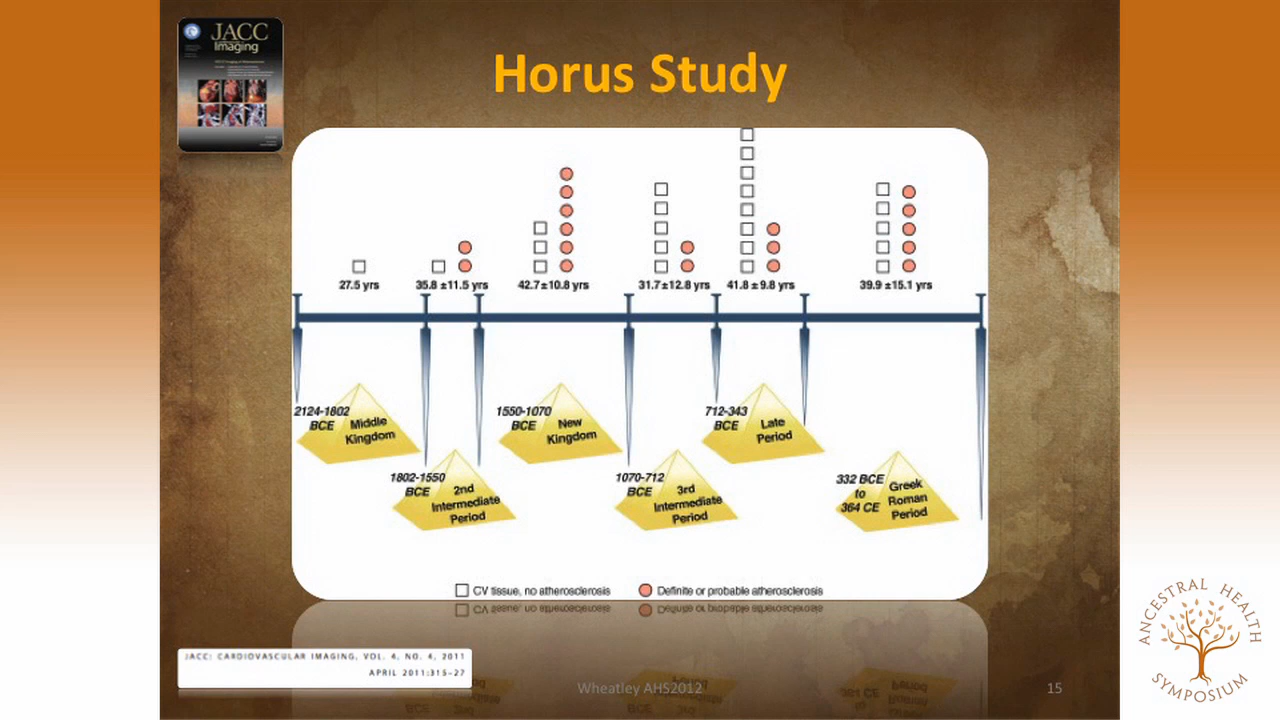 JACC
Imaging
Horus Study
27.5 yrs
35.8 ±11.5 yrs
42.7±10.8 yrs
31.7±12.8 yrs
41.8 ± 9.8 yrs
39.9 ±15.1 yrs
2124-1802
BCE
Middle
Kingdom
1802-1550
BCE
2nd
Intermediate
Period
1550-1070
BCE
New
Kingdom
1070-712
BCE
3rd
Intermediate
Period
712-343
BCE
Late
Period
332 BCE
to
364 CE
Greek
Roman
Period
CV tissue, no atherosclerosis
Definite or probable atherosclerosis
JACC: CARDIOVASCULAR IMAGING, VOL. 4, NO. 4, 2011
APRIL 2011:315–27
Wheatley AHS2012
15
ANCESTRAL HEALTH
SYMPOSIUM